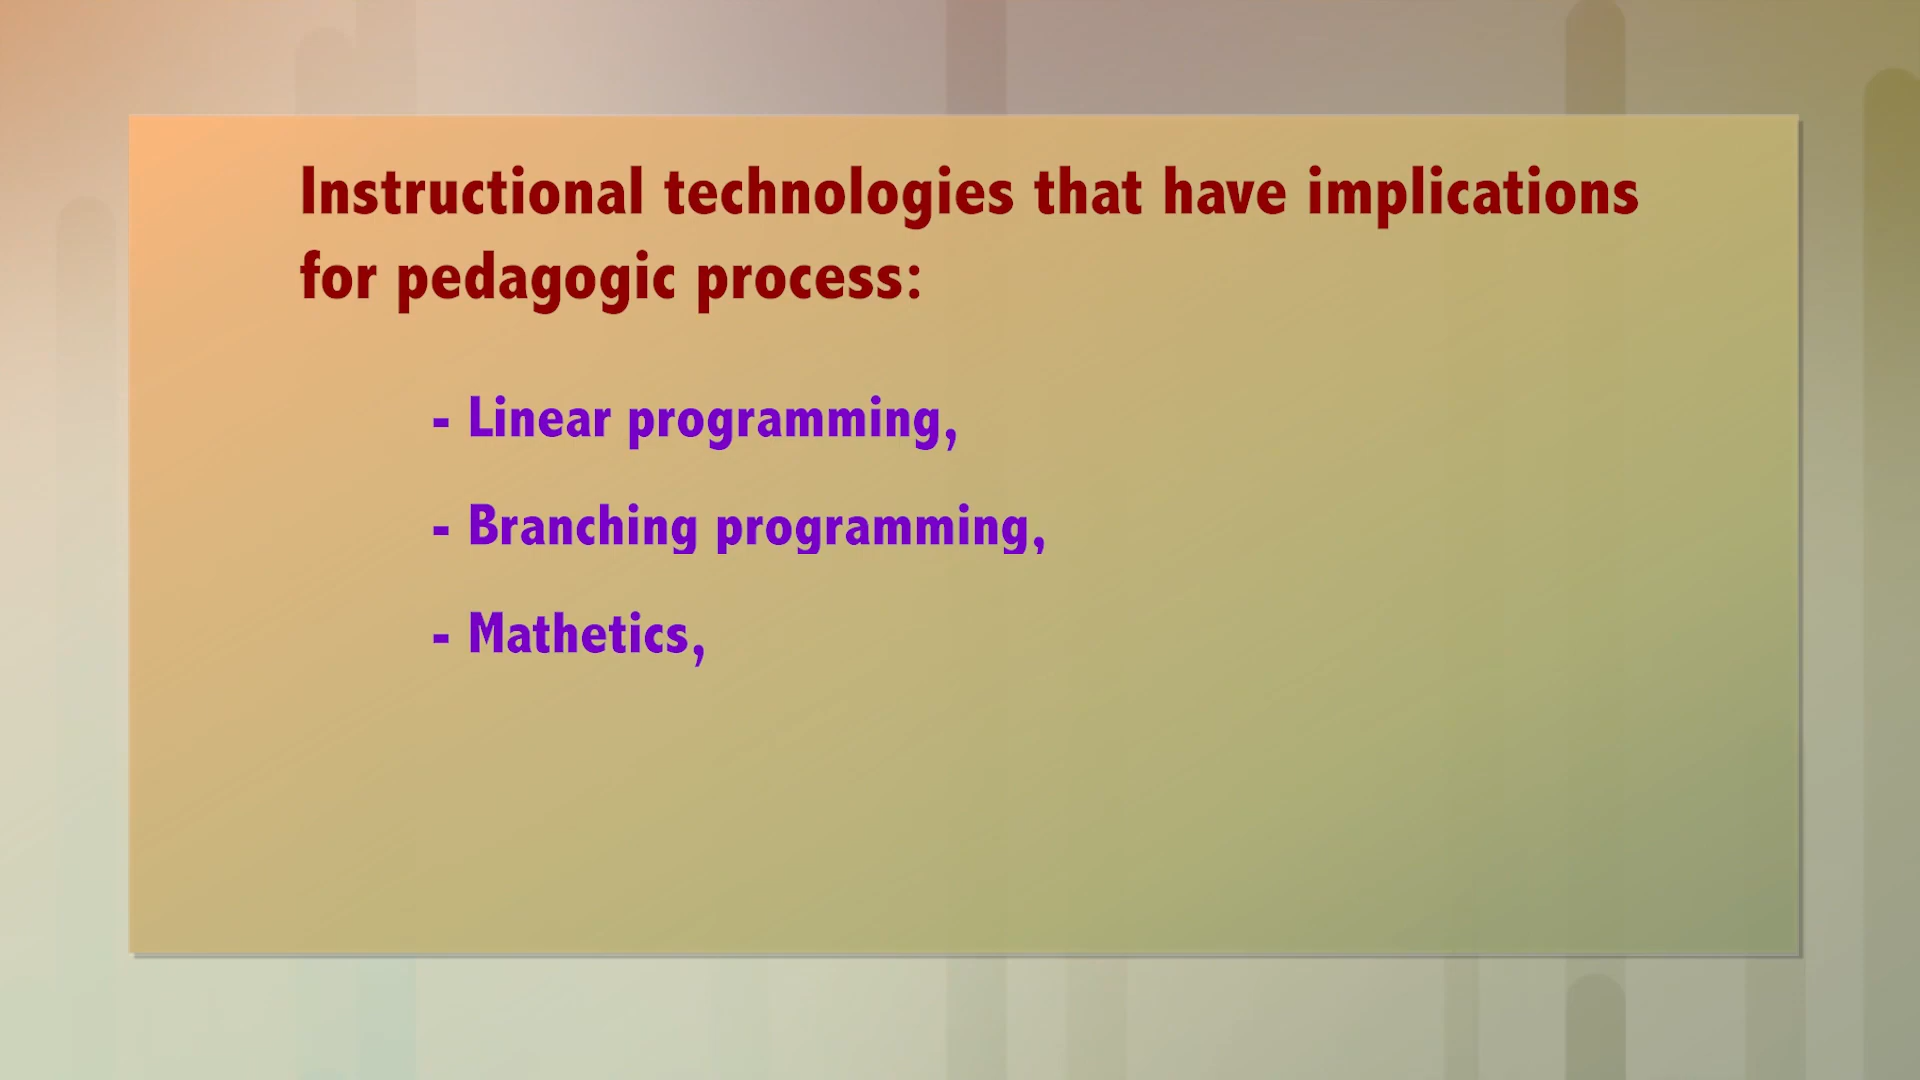 Instructional technologies that have implications
for pedagogic process:
- Linear programming,
- Branching programming,
- Mathetics,